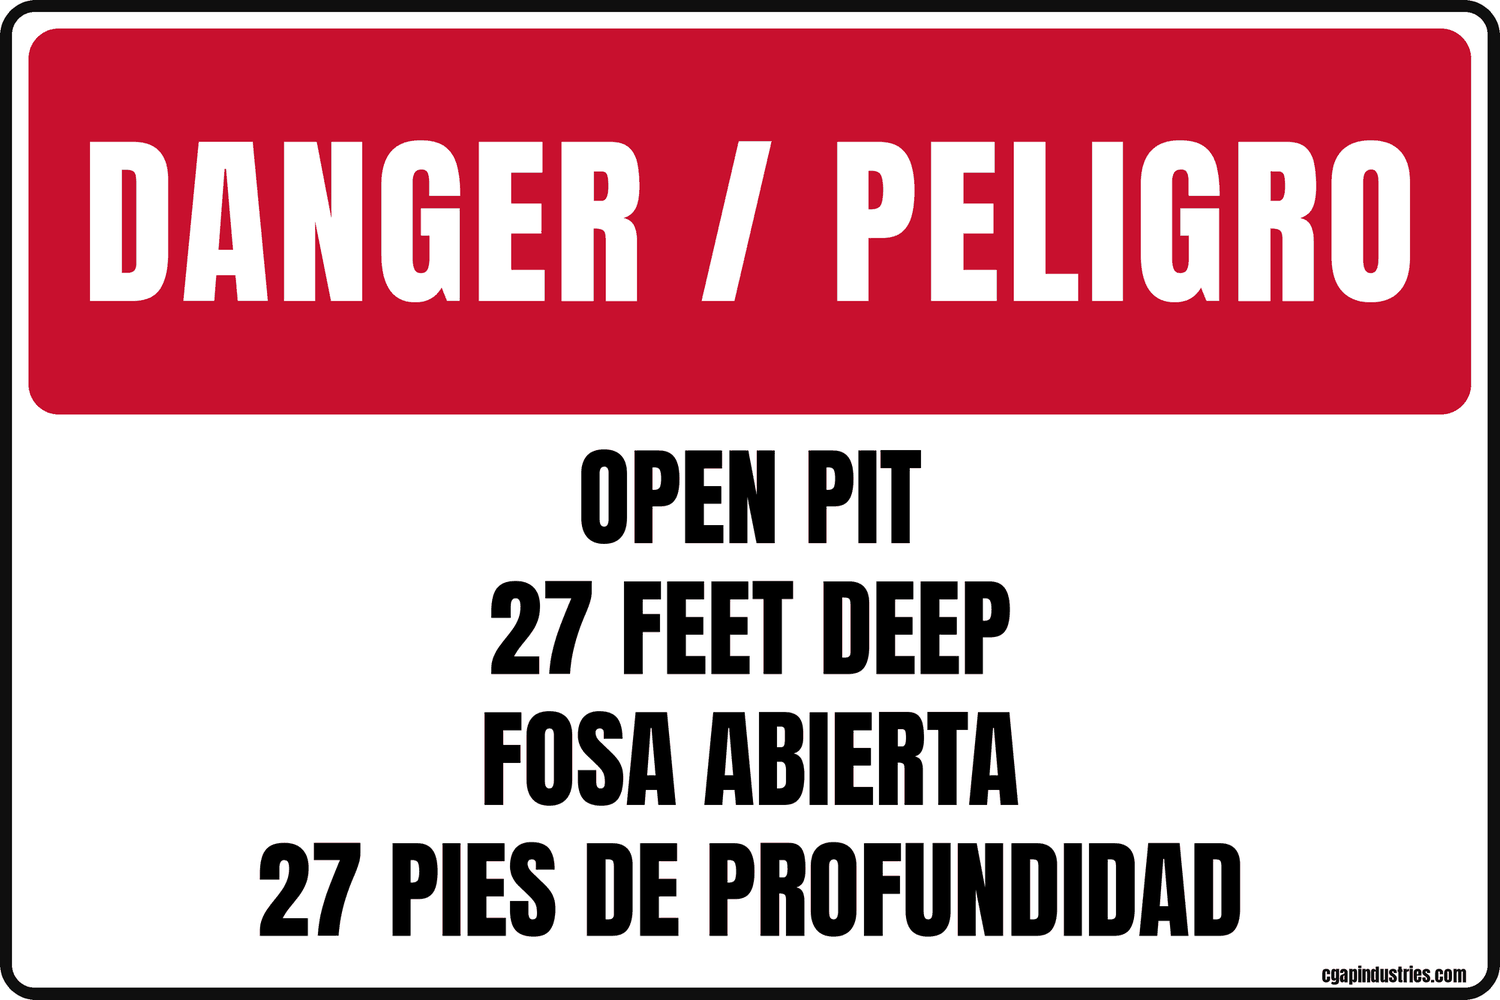 DANGER / PELIGRO
OPEN PIT
27 FEET DEEP
FOSA ABIERTA
27 PIES DE PROFUNDIDAD
cgapindustries.com